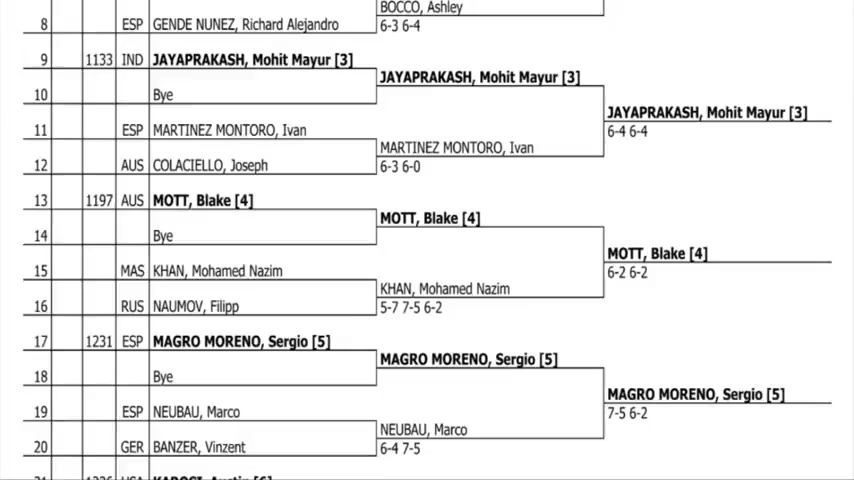 BOCCO, Ashley
8 ESP GENDE NUNEZ, Richard Alejandro 6-3 6-4
9 1133 IND JAYAPRAKASH, Mohit Mayur [3]
JAYAPRAKASH, Mohit Mayur [3]
10 Bye
JAYAPRAKASH, Mohit Mayur [3]
11 ESP MARTINEZ MONTORO, Ivan 6-4 6-4
MARTINEZ MONTORO, Ivan
12 AUS COLACIELLO, Joseph 6-3 6-0
13 1197 AUS MOTT, Blake [4]
MOTT, Blake [4]
14 Bye
MOTT, Blake [4]
15 MAS KHAN, Mohamed Nazim 6-2 6-2
KHAN, Mohamed Nazim
16 RUS NAUMOV, Filipp 5-7 7-5 6-2
17 1231 ESP MAGRO MORENO, Sergio [5]
MAGRO MORENO, Sergio [5]
18 Bye
MAGRO MORENO, Sergio [5]
19 ESP NEUBAU, Marco 7-5 6-2
NEUBAU, Marco
20 GER BANZER, Vinzent 6-4 7-5